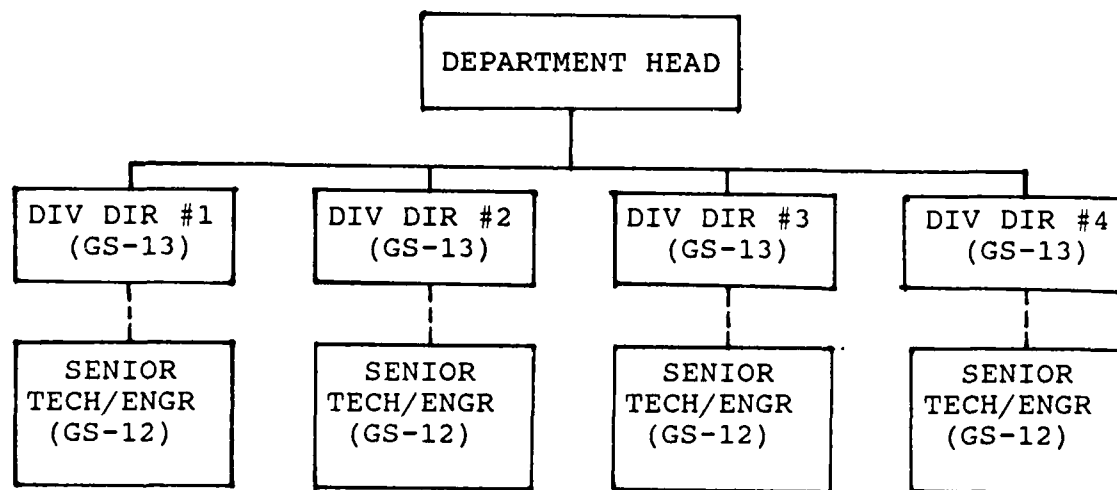 DEPARTMENT HEAD
DIV DIR #1
(GS-13)
DIV DIR #2
(GS-13)
DIV DIR #3
(GS-13)
DIV DIR #4
(GS-13)
SENIOR
TECH/ENGR
(GS-12)
SENIOR
TECH/ENGR
(GS-12)
SENIOR
TECH/ENGR
(GS-12)
SENIOR
TECH/ENGR
(GS-12)